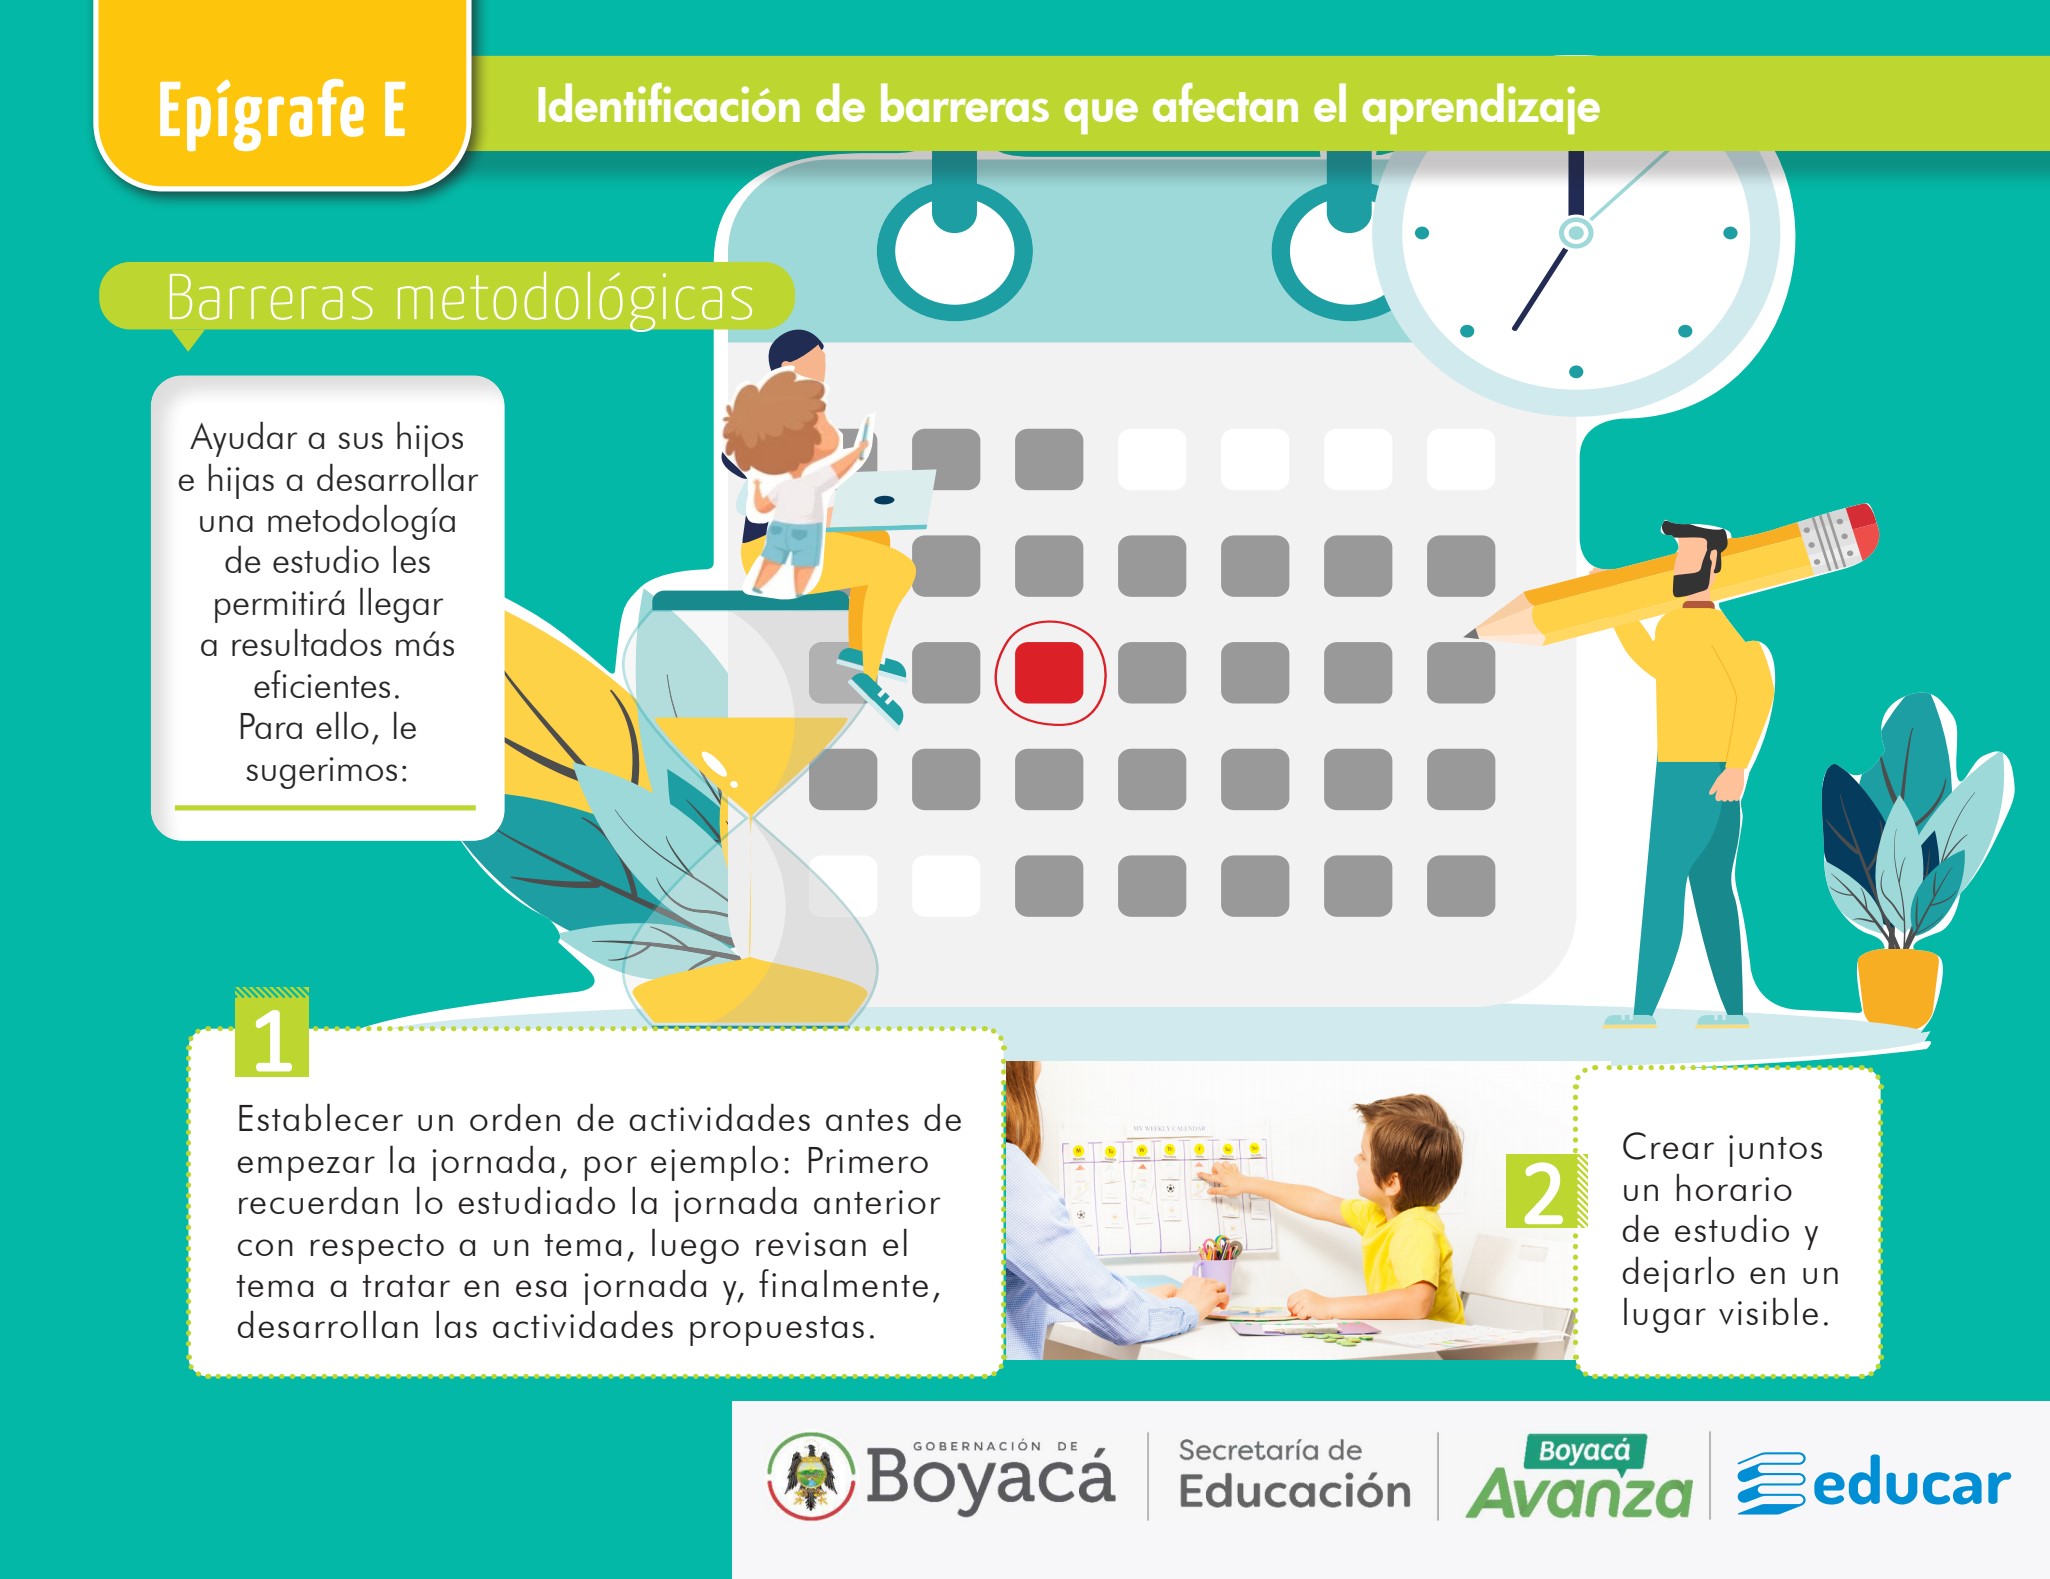 Epígrafe E
Identificación de barreras que afectan el aprendizaje
Barreras metodológicas
Ayudar a sus hijos
e hijas a desarrollar
una metodología
de estudio les
permitirá llegar
a resultados más
eficientes.
Para ello, le
sugerimos:
1
Establecer un orden de actividades antes de
empezar la jornada, por ejemplo: Primero
recuerdan lo estudiado la jornada anterior
con respecto a un tema, luego revisan el
tema a tratar en esa jornada y, finalmente,
desarrollan las actividades propuestas.
MY WEEKLY CALENDAR
2
Crear juntos
un horario
de estudio y
dejarlo en un
lugar visible.
GOBERNACIÓN DE
Boyacá
Secretaría de
Educación
Boyacá
Avanza
educar